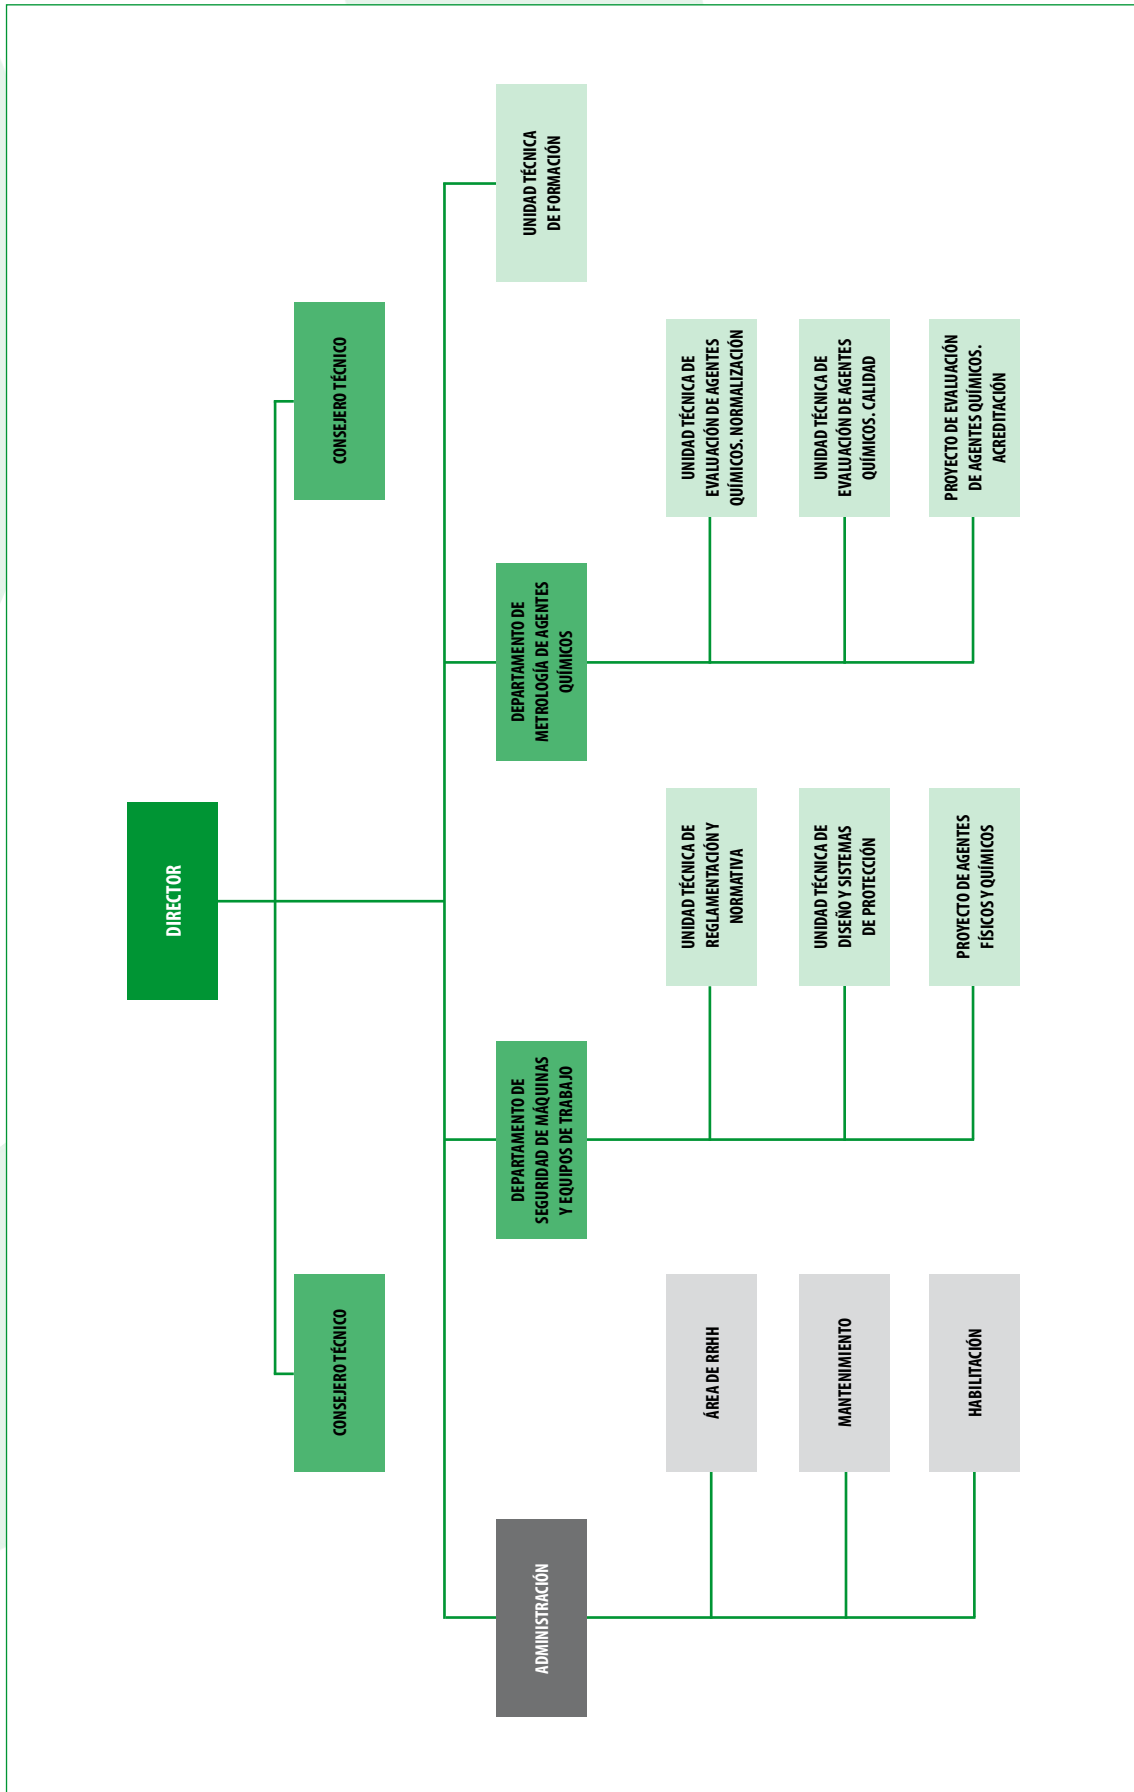 DIRECTOR
CONSEJERO TÉCNICO
CONSEJERO TÉCNICO
ADMINISTRACIÓN
DEPARTAMENTO DE
SEGURIDAD DE MÁQUINAS
Y EQUIPOS DE TRABAJO
DEPARTAMENTO DE
METROLOGÍA DE AGENTES
QUÍMICOS
UNIDAD TÉCNICA
DE FORMACIÓN
ÁREA DE RRHH
MANTENIMIENTO
HABILITACIÓN
UNIDAD TÉCNICA DE
REGLAMENTACIÓN Y
NORMATIVA
UNIDAD TÉCNICA DE
DISEÑO Y SISTEMAS
DE PROTECCIÓN
PROYECTO DE AGENTES
FÍSICOS Y QUÍMICOS
UNIDAD TÉCNICA DE
EVALUACIÓN DE AGENTES
QUÍMICOS. NORMALIZACIÓN
UNIDAD TÉCNICA DE
EVALUACIÓN DE AGENTES
QUÍMICOS. CALIDAD
PROYECTO DE EVALUACIÓN
DE AGENTES QUÍMICOS.
ACREDITACIÓN